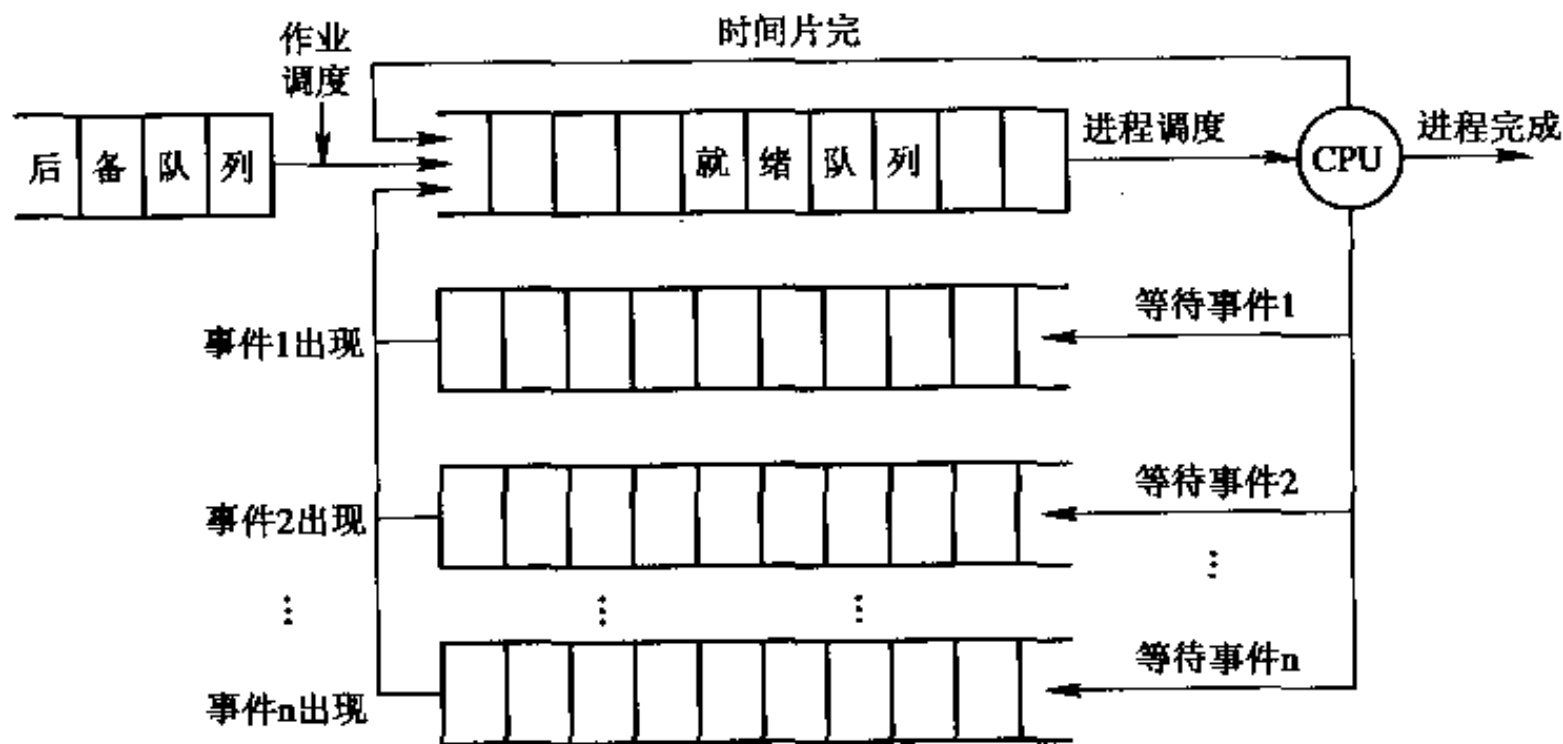 时间片完
作业
调度
后备队列
就绪队列
进程调度
CPU
进程完成
事件1出现
等待事件1
事件2出现
等待事件2
⋮
⋮
⋮
⋮
事件n出现
等待事件n